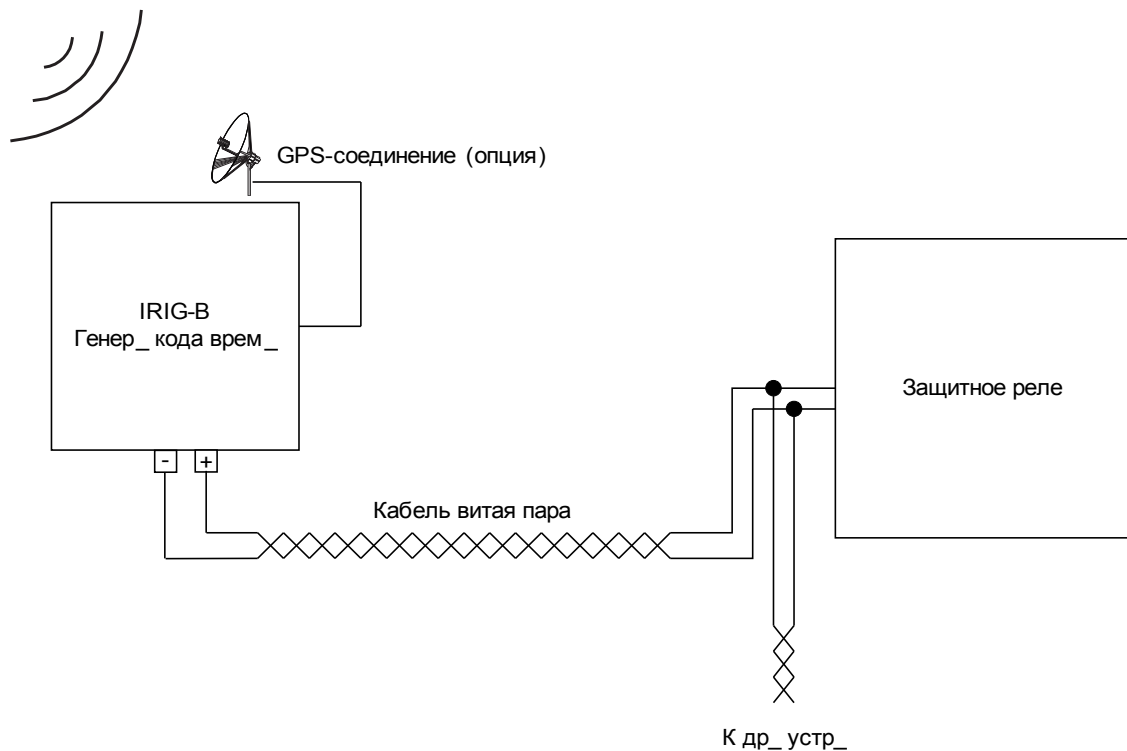 GPS-соединение (опция)
IRIG-B
Генер_ кода врем_
Защитное реле
- +
Кабель витая пара
К др_ устр_